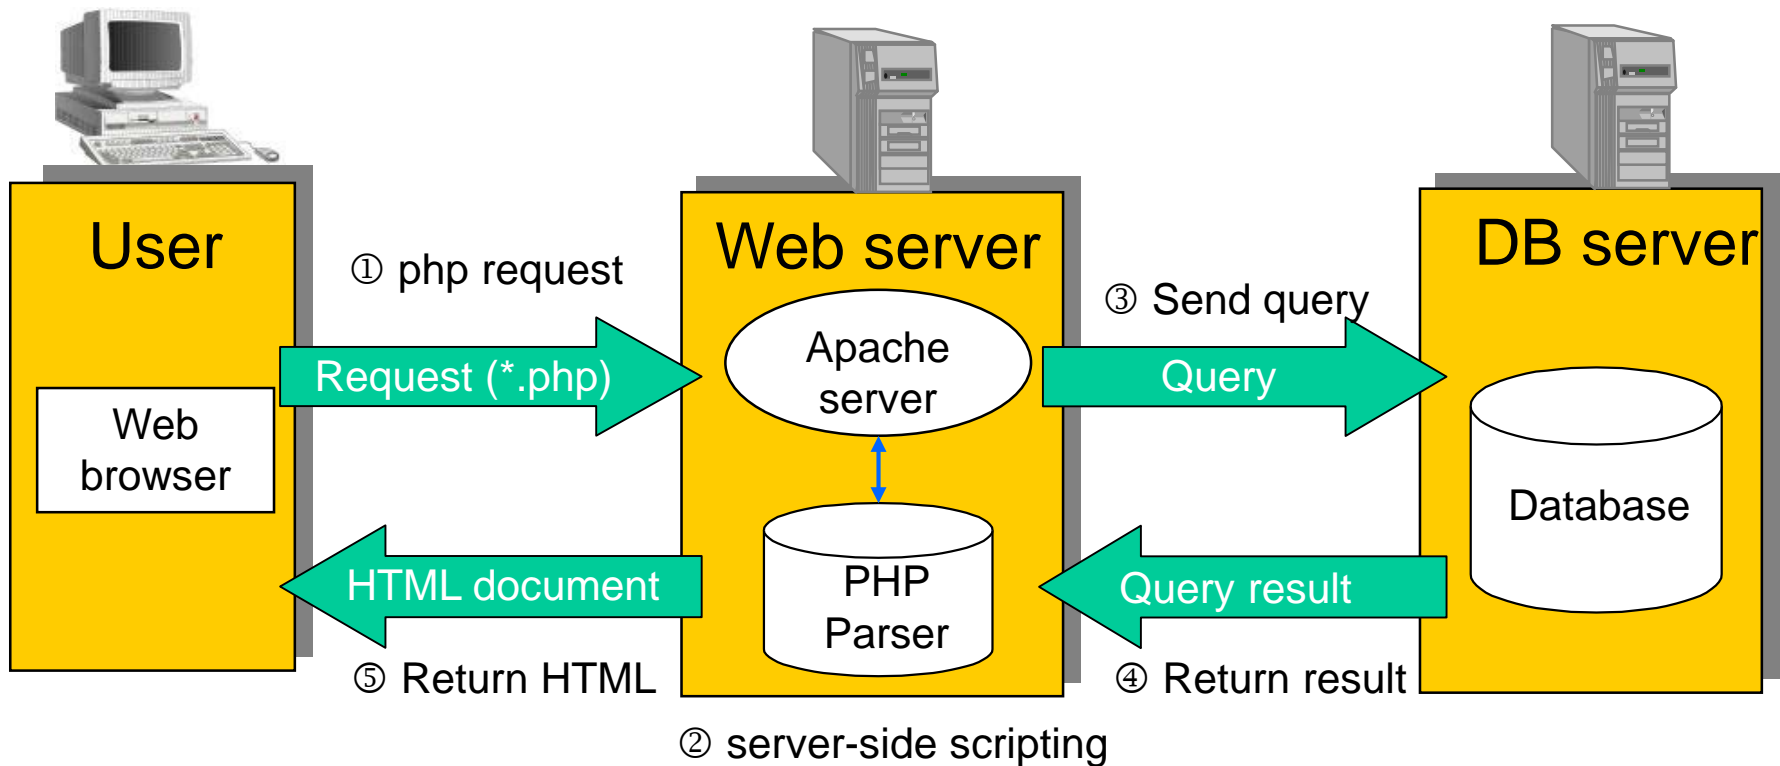 User
Web server
DB server
① php request
③ Send query
Request (*.php)
Apache
server
Query
Web
browser
Database
HTML document
PHP
Parser
Query result
⑤ Return HTML
④ Return result
② server-side scripting